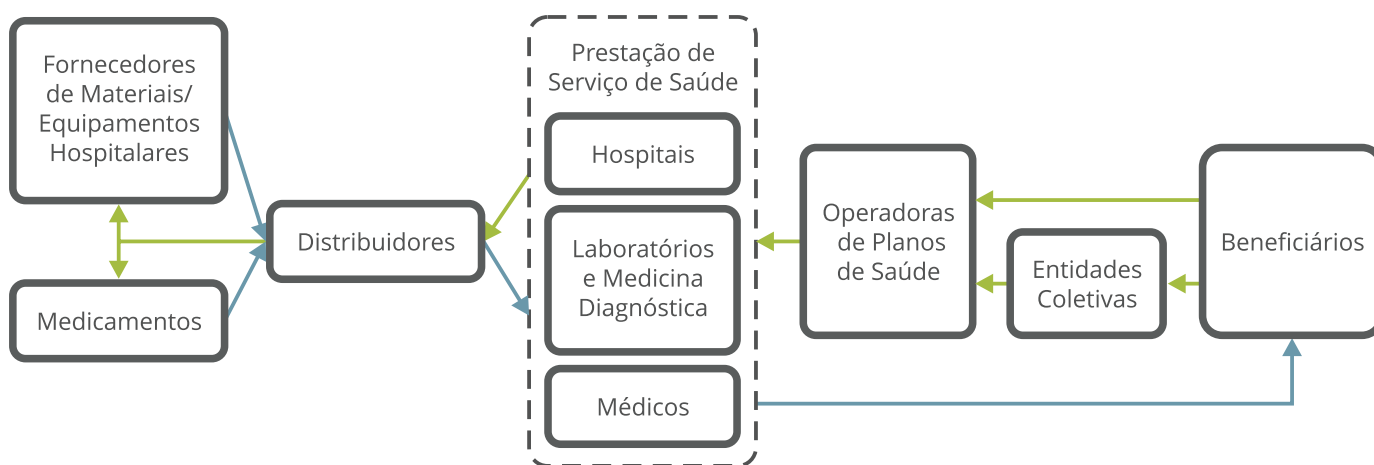 Fornecedores
de Materiais/
Equipamentos
Hospitalares
Medicamentos
Distribuidores
Prestação de
Serviço de Saúde
Hospitais
Laboratórios
e Medicina
Diagnóstica
Médicos
Operadoras
de Planos
de Saúde
Entidades
Coletivas
Beneficiários